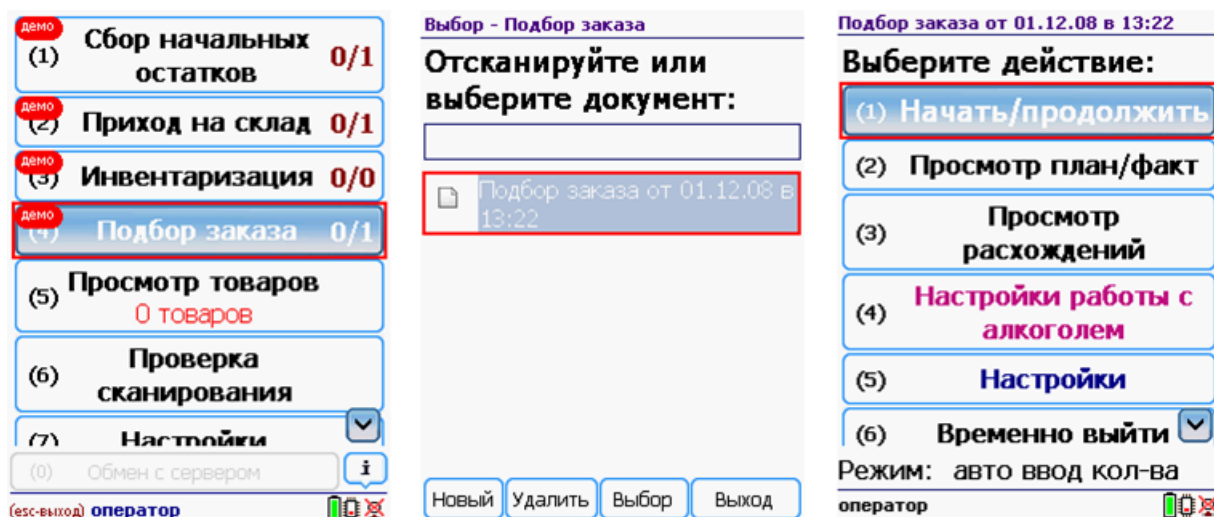 демо
(1) Сбор начальных 0/1
остатков
демо
(2) Приход на склад 0/1
демо
(3) Инвентаризация 0/0
демо
(4) Подбор заказа 0/1
(5) Просмотр товаров
0 товаров
(6) Проверка
сканирования
(7) Настройки
(0) Обмен с сервером i
(esc-выход) оператор
Выбор - Подбор заказа
Отсканируйте или
выберите документ:
Подбор заказа от 01.12.08 в
13:22
Новый Удалить Выбор Выход
Подбор заказа от 01.12.08 в 13:22
Выберите действие:
(1) Начать/продолжить
(2) Просмотр план/факт
(3) Просмотр
расхождений
(4) Настройки работы с
алкоголем
(5) Настройки
(6) Временно выйти
Режим: авто ввод кол-ва
оператор